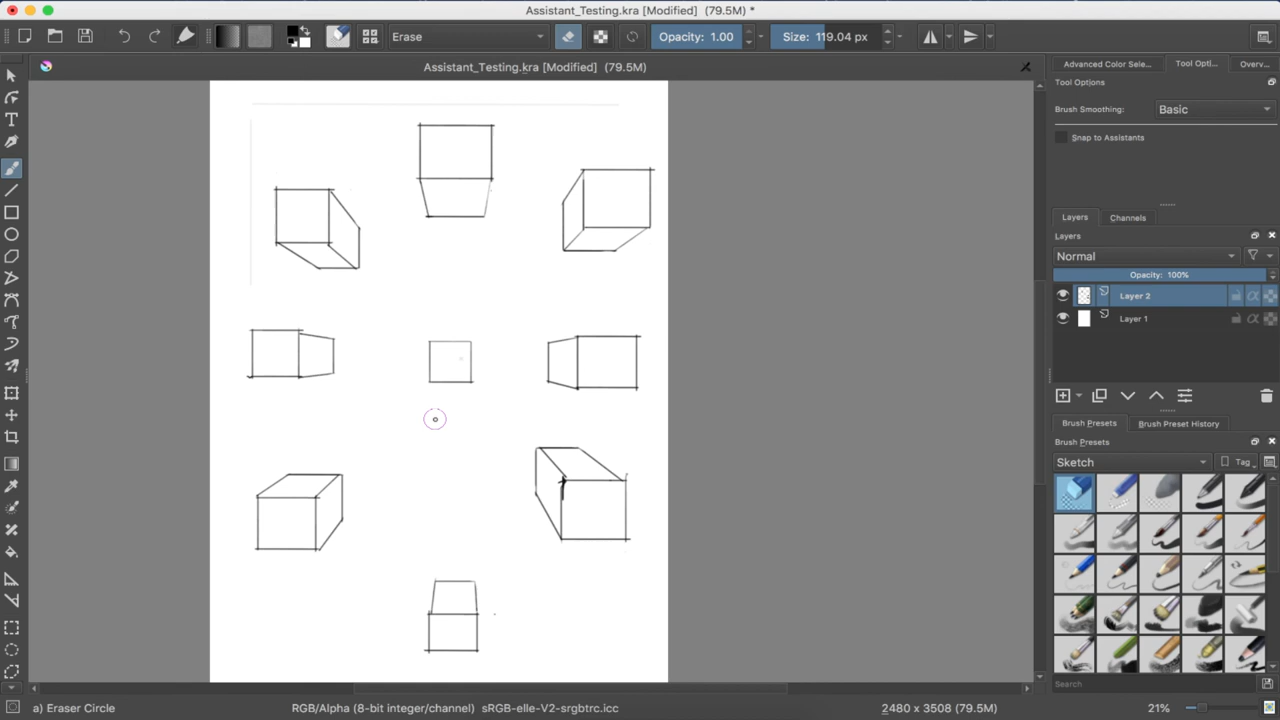 Assistant_Testing.kra [Modified] (79.5M) *
Erase
Opacity: 1.00
Size: 119.04 px
Assistant_Testing.kra [Modified] (79.5M)
Advanced Color Sele...
Tool Opti...
Overv...
Tool Options
Brush Smoothing:
Basic
Snap to Assistants
Layers
Channels
Layers
Normal
Opacity: 100%
Layer 2
Layer 1
Brush Presets
Brush Preset History
Brush Presets
Sketch
Tag
Search
a) Eraser Circle
RGB/Alpha (8-bit integer/channel) sRGB-elle-V2-srgbtrc.icc
2480 x 3508 (79.5M)
21%